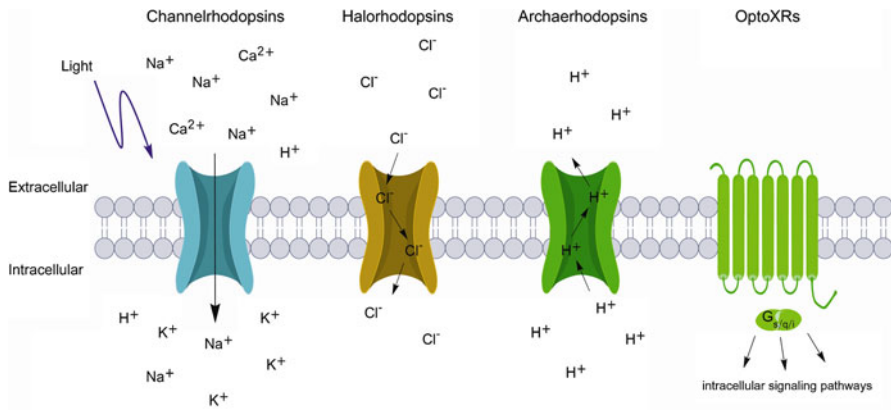 Channelrhodopsins
Halorhodopsins
Archaerhodopsins
OptoXRs
Light
Na⁺
Ca²⁺
Na⁺
Na⁺
Ca²⁺
Na⁺
H⁺
Cl⁻
Cl⁻
Cl⁻
Cl⁻
H⁺
H⁺
H⁺
Extracellular
Intracellular
Cl⁻
Cl⁻
H⁺
H⁺
H⁺
K⁺
K⁺
Na⁺
Na⁺
K⁺
K⁺
Cl⁻
Cl⁻
H⁺
H⁺
H⁺
H⁺
G s/q/i
intracellular signaling pathways